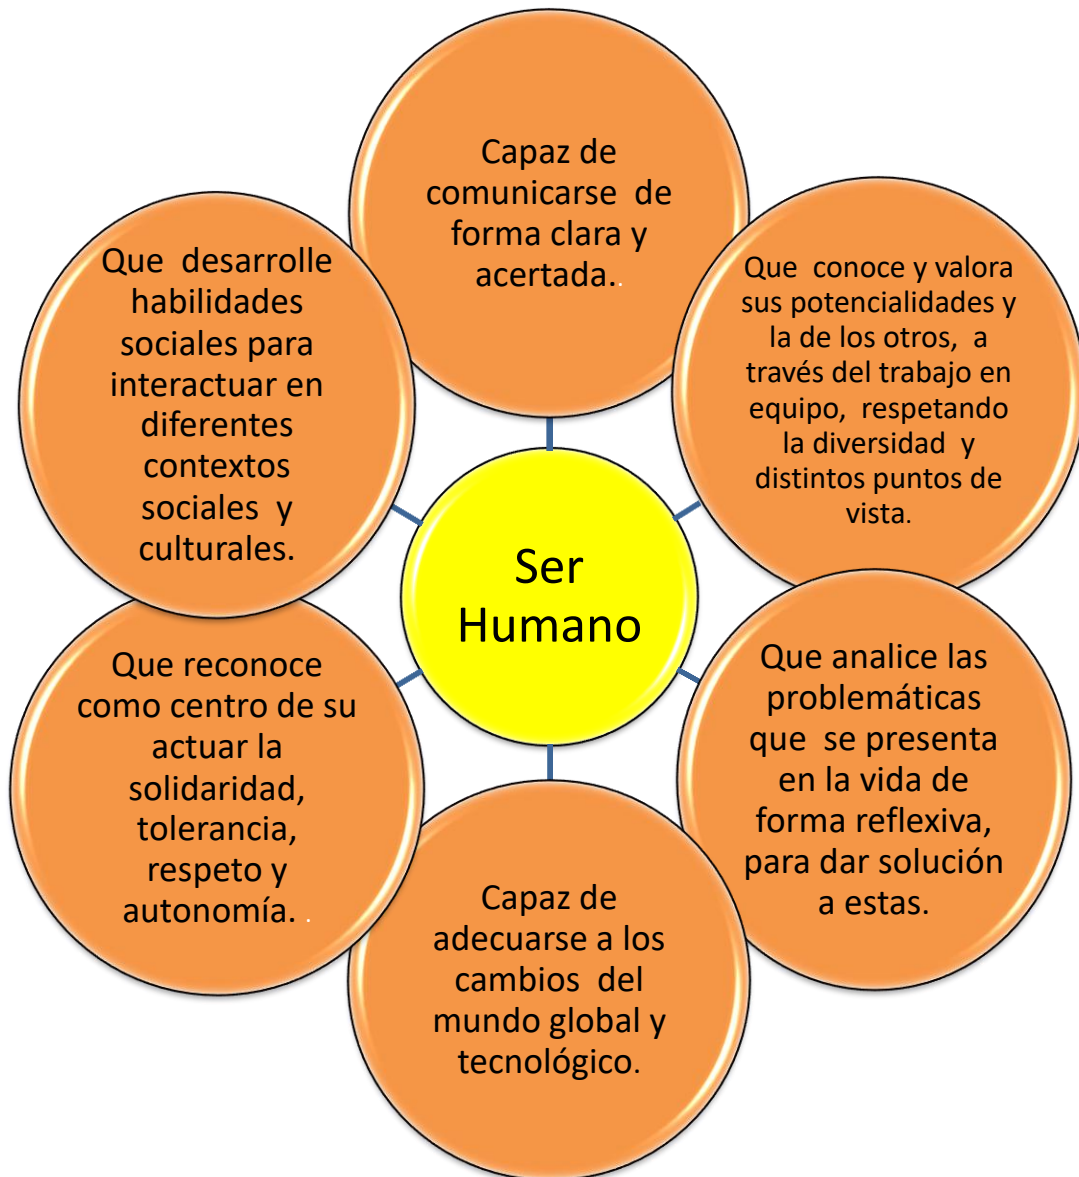 Capaz de
comunicarse de
forma clara y
acertada..
Que conoce y valora
sus potencialidades y
la de los otros, a
través del trabajo en
equipo, respetando
la diversidad y
distintos puntos de
vista.
Que analice las
problemáticas
que se presenta
en la vida de
forma reflexiva,
para dar solución
a estas.
Capaz de
adecuarse a los
cambios del
mundo global y
tecnológico.
Que reconoce
como centro de su
actuar la
solidaridad,
tolerancia,
respeto y
autonomía. .
Que desarrolle
habilidades
sociales para
interactuar en
diferentes
contextos
sociales y
culturales.
Ser
Humano